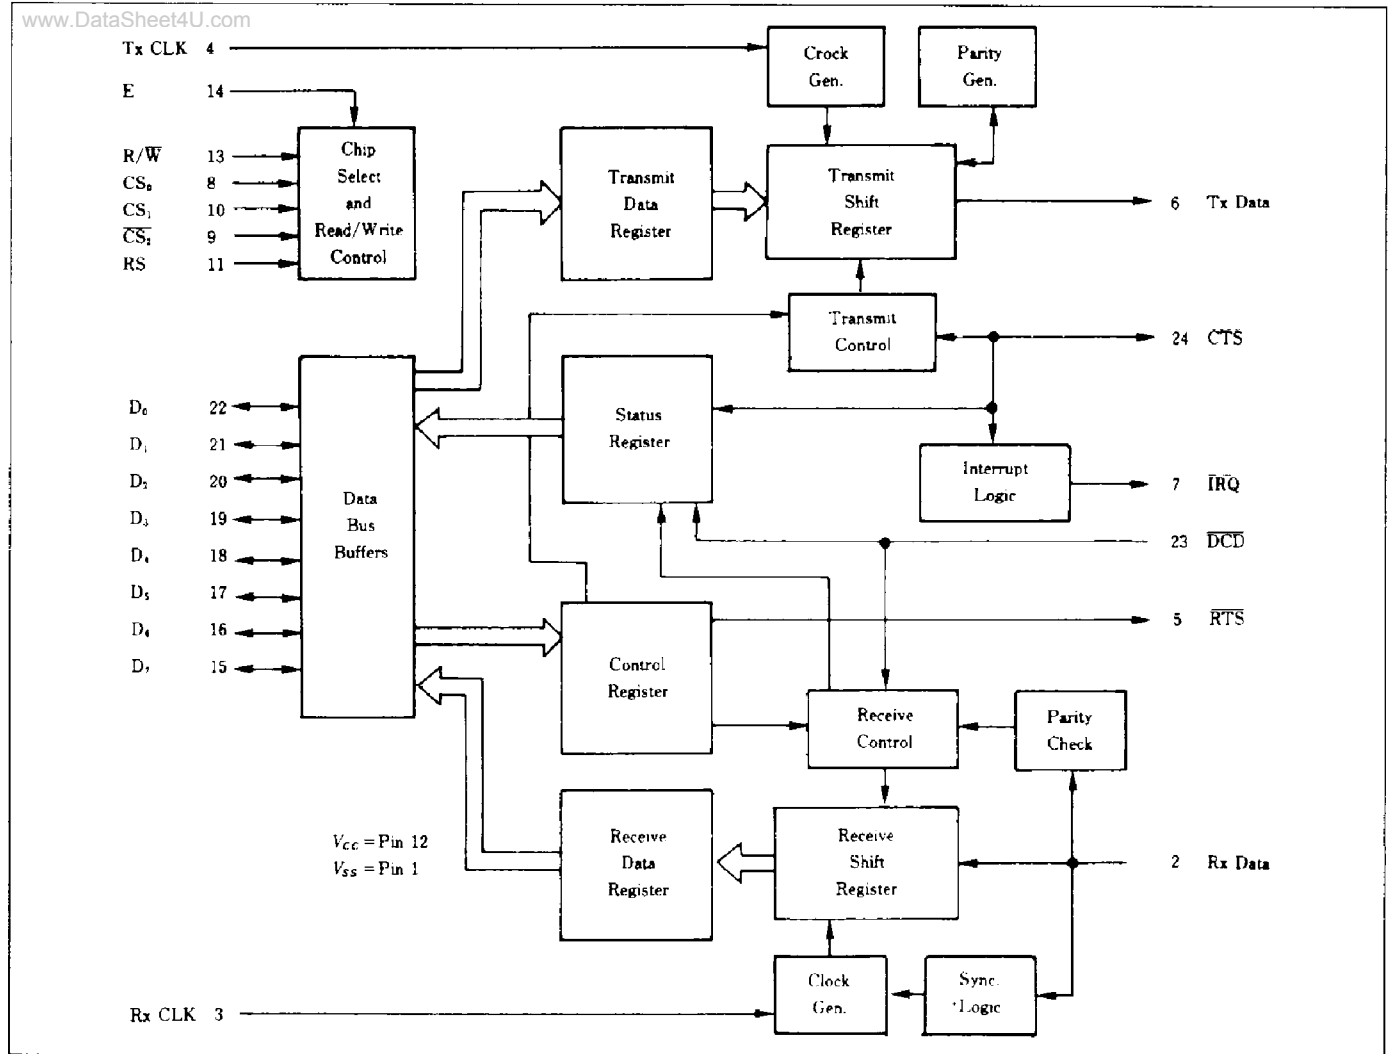 www.DataSheet4U.com
Tx CLK 4
Crock
Gen.
Parity
Gen.
E 14
R/W̅ 13
CS₀ 8
CS₁ 10
C̅S̅₂̅ 9
RS 11
Chip
Select
and
Read/Write
Control
Transmit
Data
Register
Transmit
Shift
Register
6 Tx Data
Transmit
Control
24 C̅T̅S̅
D₀ 22
D₁ 21
D₂ 20
D₃ 19
D₄ 18
D₅ 17
D₆ 16
D₇ 15
Data
Bus
Buffers
Status
Register
Interrupt
Logic
7 I̅R̅Q̅
23 D̅C̅D̅
5 R̅T̅S̅
Control
Register
Receive
Control
Parity
Check
V_CC = Pin 12
V_SS = Pin 1
Receive
Data
Register
Receive
Shift
Register
2 Rx Data
Clock
Gen.
Sync.
Logic
Rx CLK 3